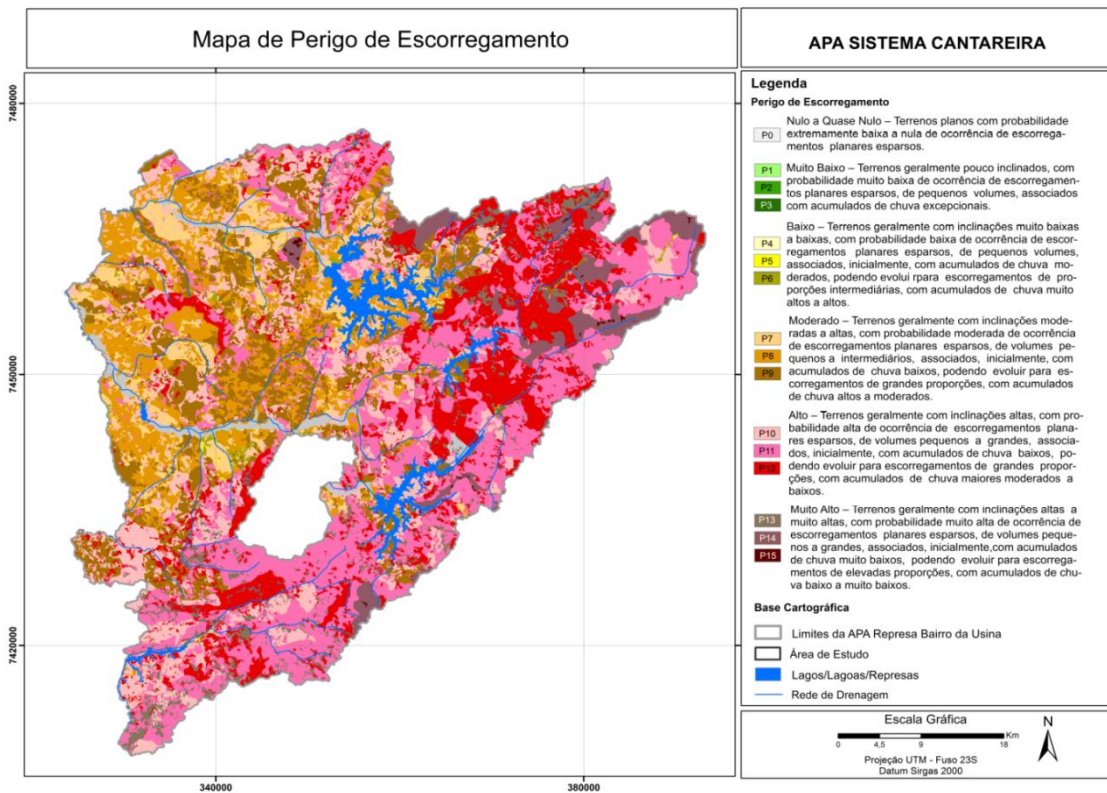 Mapa de Perigo de Escorregamento
APA SISTEMA CANTAREIRA
7480000
7450000
7420000
340000
380000
Legenda
Perigo de Escorregamento
P0
Nulo a Quase Nulo – Terrenos planos com probabilidade
extremamente baixa a nula de ocorrência de escorrega-
mentos planares esparsos.
P1
P2
P3
Muito Baixo – Terrenos geralmente pouco inclinados, com
probabilidade muito baixa de ocorrência de escorregamen-
tos planares esparsos, de pequenos volumes, associados
com acumulados de chuva excepcionais.
P4
P5
P6
Baixo – Terrenos geralmente com inclinações muito baixas
a baixas, com probabilidade baixa de ocorrência de escor-
regamentos planares esparsos, de pequenos volumes,
associados, inicialmente, com acumulados de chuva mo-
derados, podendo evolui rpara escorregamentos de pro-
porções intermediárias, com acumulados de chuva muito
altos a altos.
P7
P8
P9
Moderado – Terrenos geralmente com inclinações mode-
radas a altas, com probabilidade moderada de ocorrência
de escorregamentos planares esparsos, de volumes pe-
quenos a intermediários, associados, inicialmente, com
acumulados de chuva baixos, podendo evoluir para es-
corregamentos de grandes proporções, com acumulados
de chuva altos a moderados.
P10
P11
P12
Alto – Terrenos geralmente com inclinações altas, com pro-
babilidade alta de ocorrência de escorregamentos plana-
res esparsos, de volumes pequenos a grandes, associa-
dos, inicialmente, com acumulados de chuva baixos, po-
dendo evoluir para escorregamentos de grandes propor-
ções, com acumulados de chuva maiores moderados a
baixos.
P13
P14
P15
Muito Alto – Terrenos geralmente com inclinações altas a
muito altas, com probabilidade muito alta de ocorrência de
escorregamentos planares esparsos, de volumes peque-
nos a grandes, associados, inicialmente,com acumulados
de chuva muito baixos, podendo evoluir para escorrega-
mentos de elevadas proporções, com acumulados de chu-
va baixo a muito baixos.
Base Cartográfica
Limites da APA Represa Bairro da Usina
Área de Estudo
Lagos/Lagoas/Represas
Rede de Drenagem
Escala Gráfica
N
Km
0 4,5 9 18
Projeção UTM - Fuso 23S
Datum Sirgas 2000